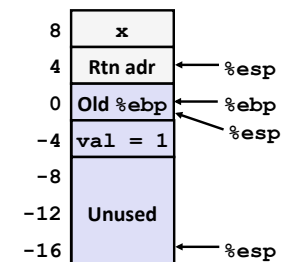 8 x
4 Rtn adr %esp
0 Old %ebp %ebp
%esp
-4 val = 1
-8
-12 Unused
-16 %esp